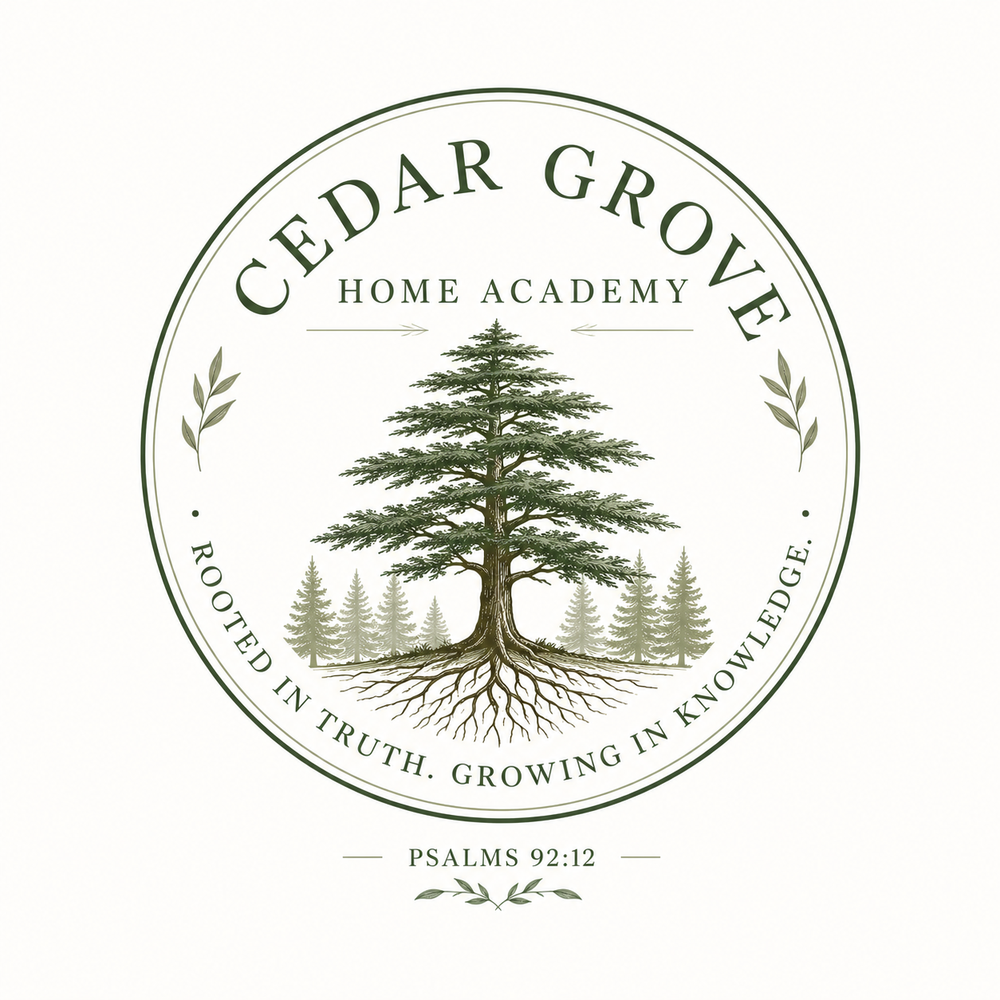 CEDAR GROVE
HOME ACADEMY
• ROOTED IN TRUTH. GROWING IN KNOWLEDGE. •
PSALMS 92:12